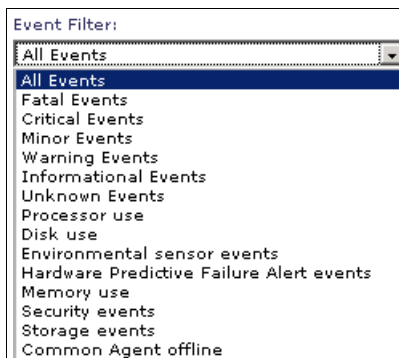 Event Filter:
All Events
All Events
Fatal Events
Critical Events
Minor Events
Warning Events
Informational Events
Unknown Events
Processor use
Disk use
Environmental sensor events
Hardware Predictive Failure Alert events
Memory use
Security events
Storage events
Common Agent offline